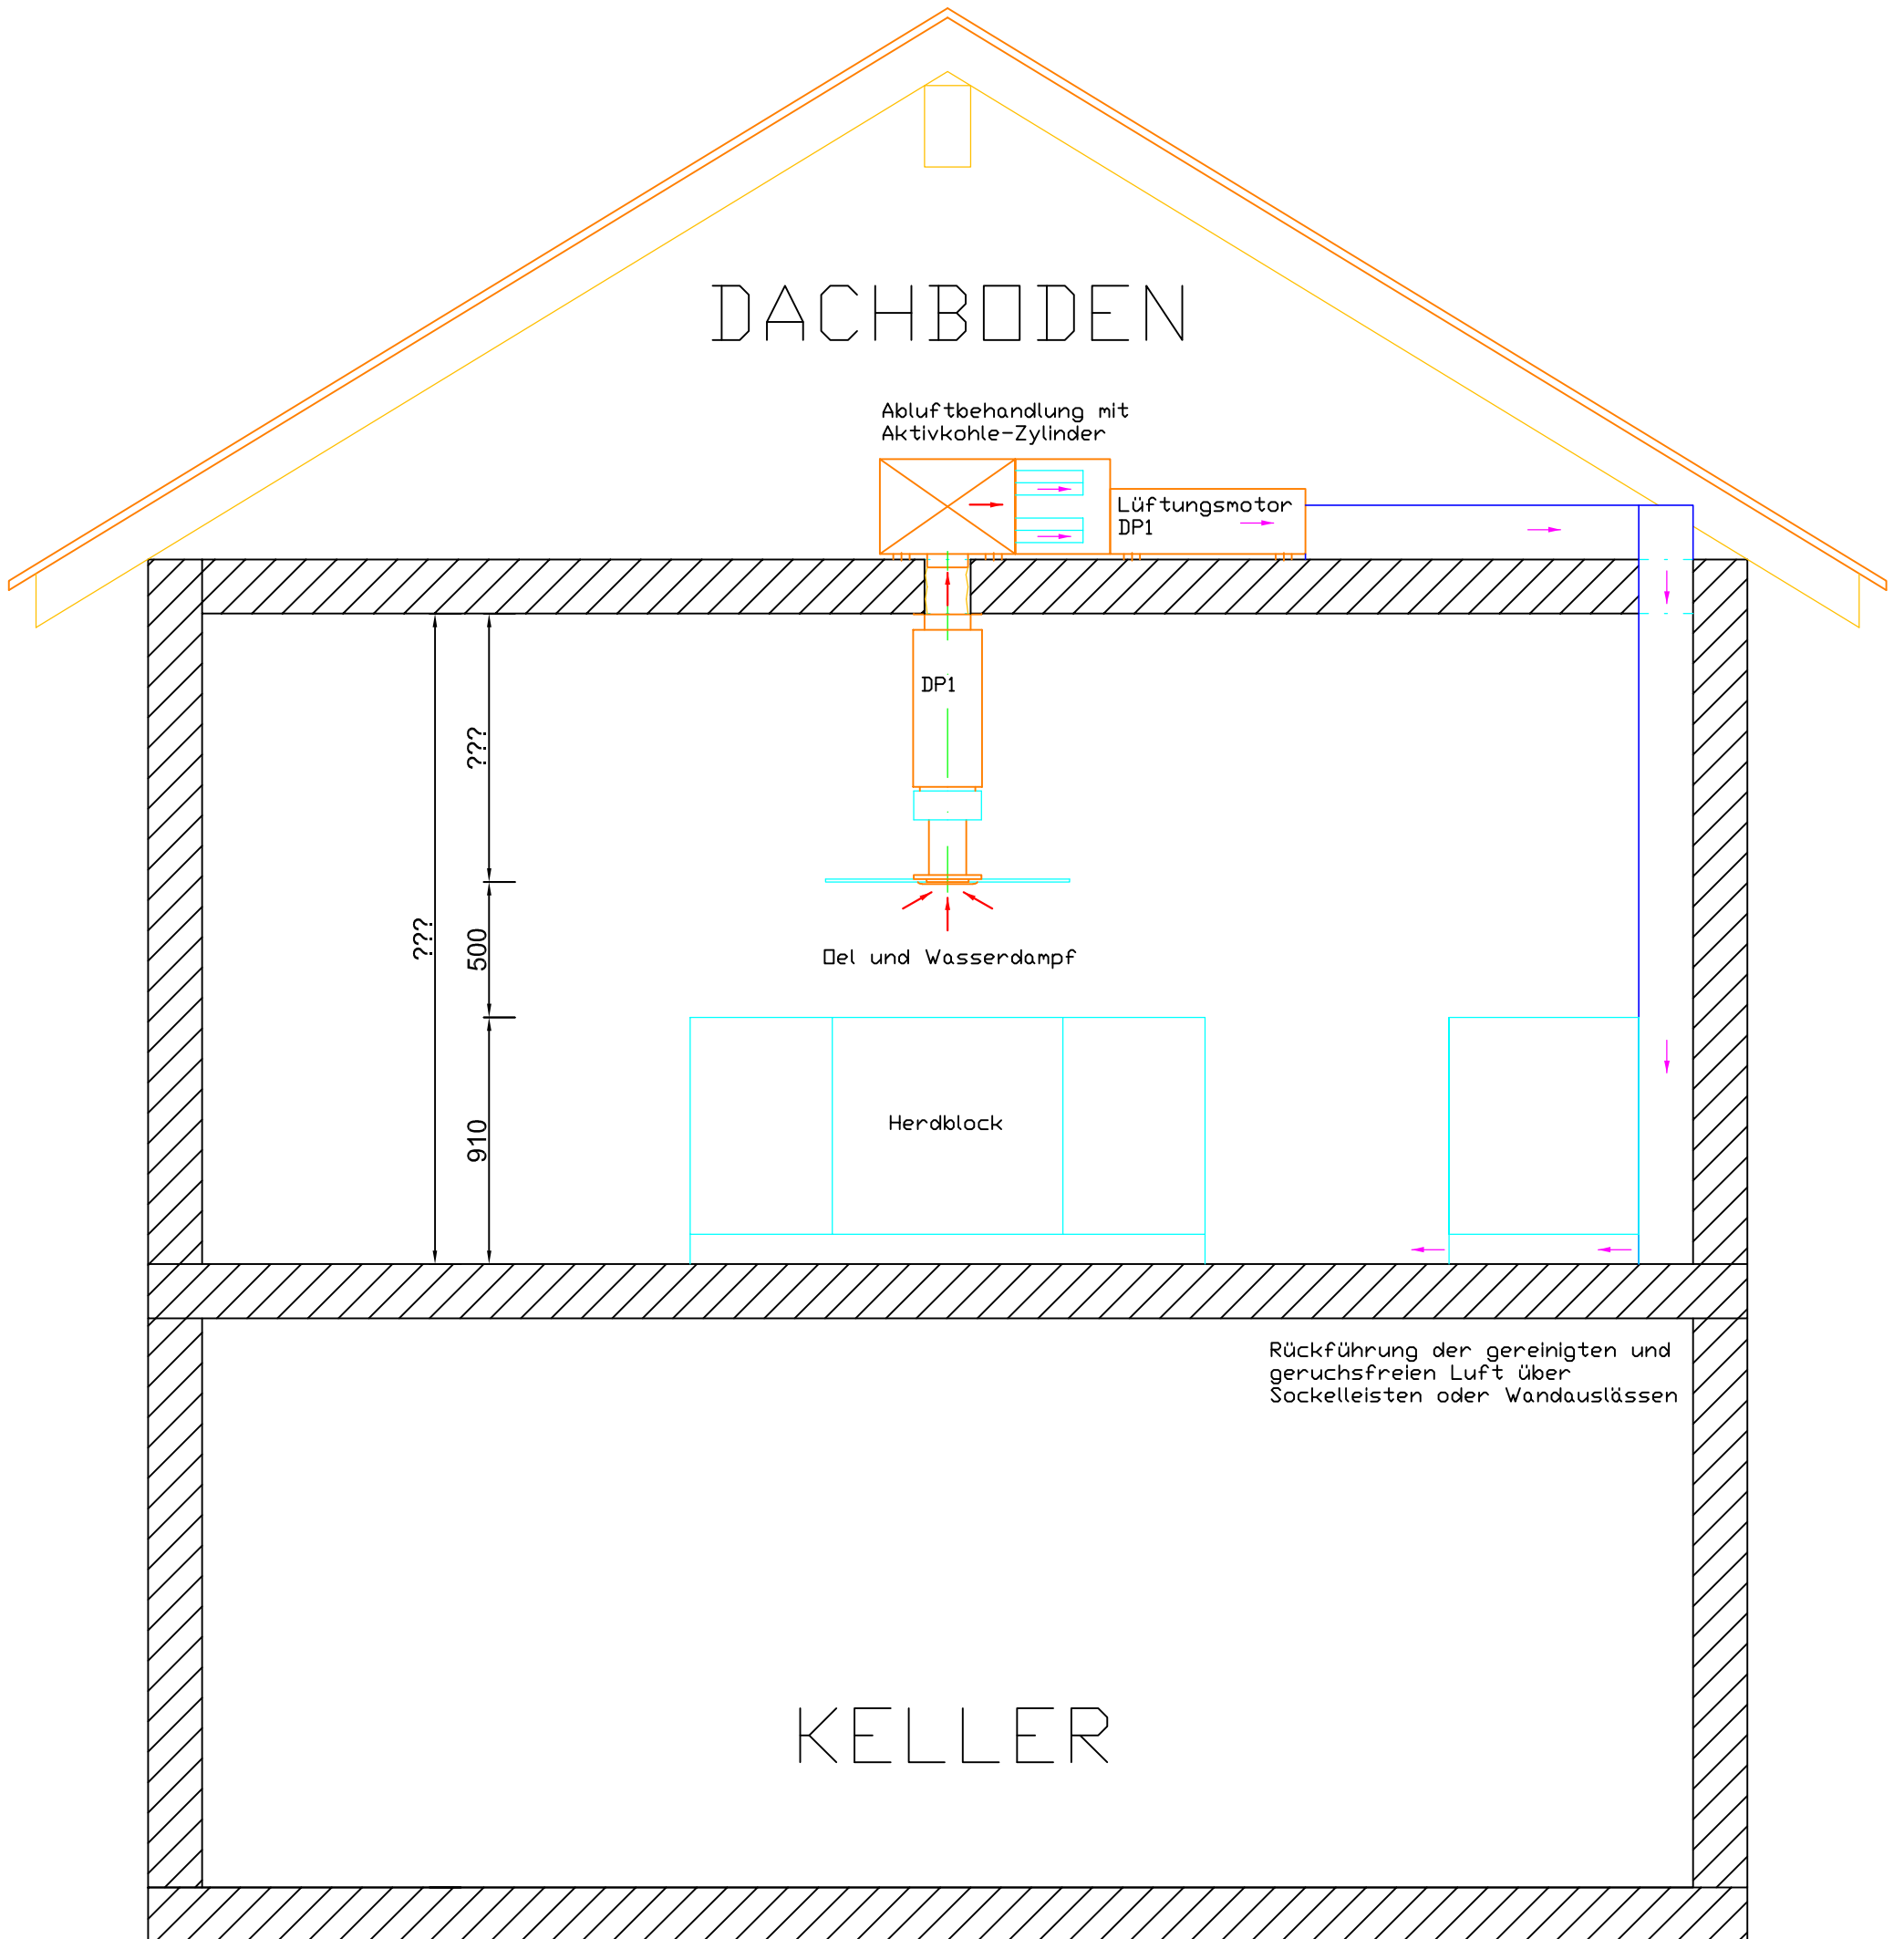 DACHBODEN
Abluftbehandlung mit
Aktivkohle-Zylinder
Lüftungsmotor
DP1
DP1
???
???
500
Oel und Wasserdampf
910
Herdblock
Rückführung der gereinigten und
geruchsfreien Luft über
Sockelleisten oder Wandauslässen
KELLER